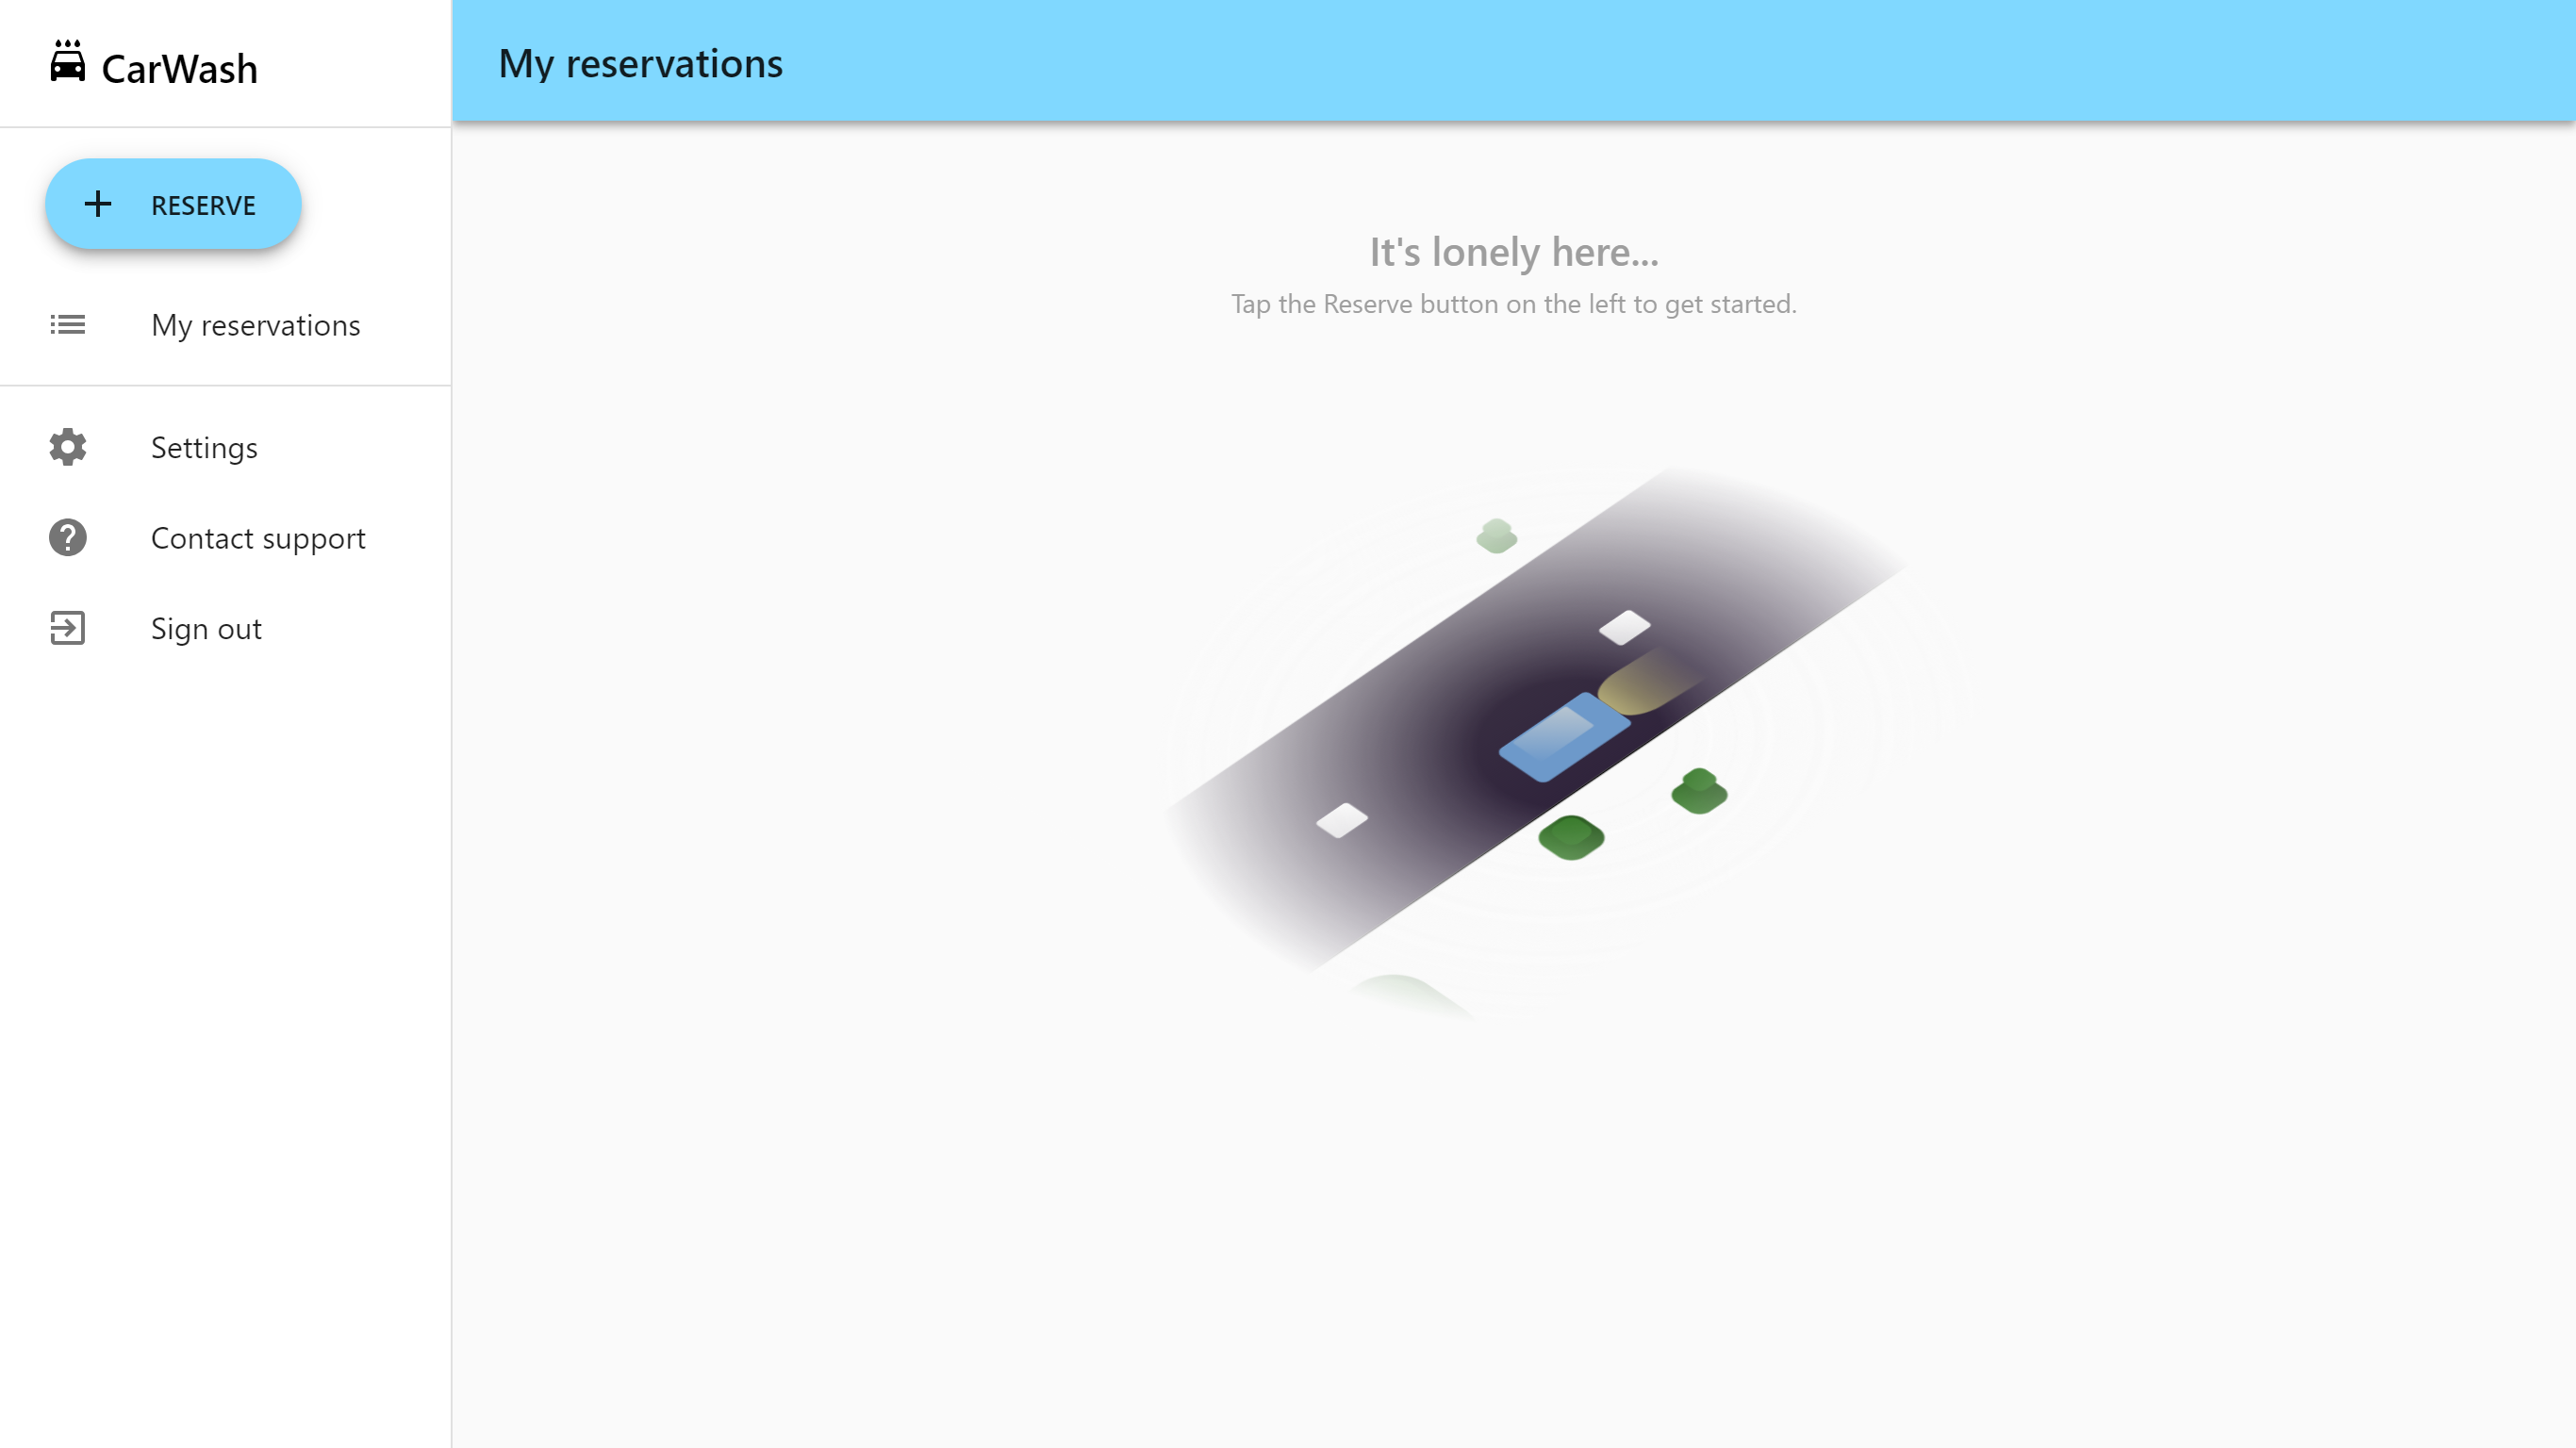 CarWash
My reservations
RESERVE
My reservations
Settings
Contact support
Sign out
It's lonely here...
Tap the Reserve button on the left to get started.